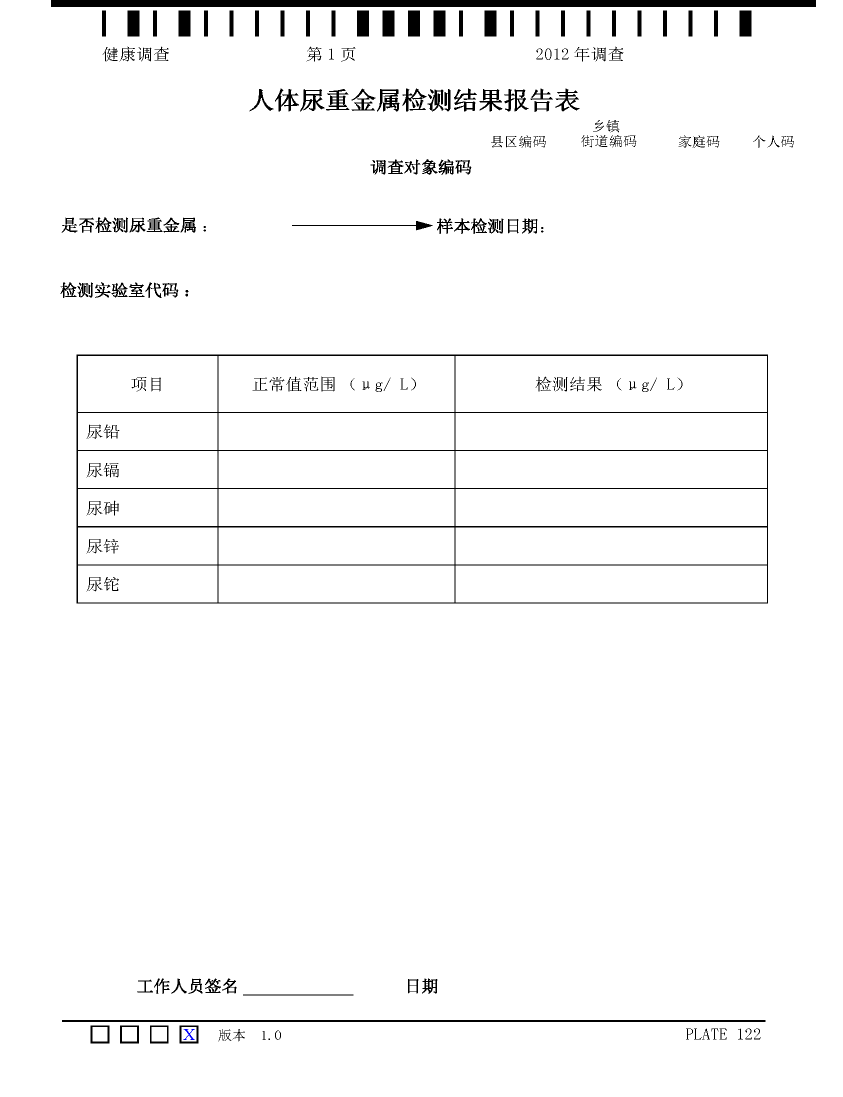 健康调查 第 1 页 2012 年调查
人体尿重金属检测结果报告表
乡镇
县区编码 街道编码 家庭码 个人码
调查对象编码
是否检测尿重金属： 样本检测日期：
检测实验室代码：
项目 正常值范围 （μg/ L） 检测结果 （μg/ L）
尿铅
尿镉
尿砷
尿锌
尿铊
工作人员签名 日期
X 版本 1.0 PLATE 122